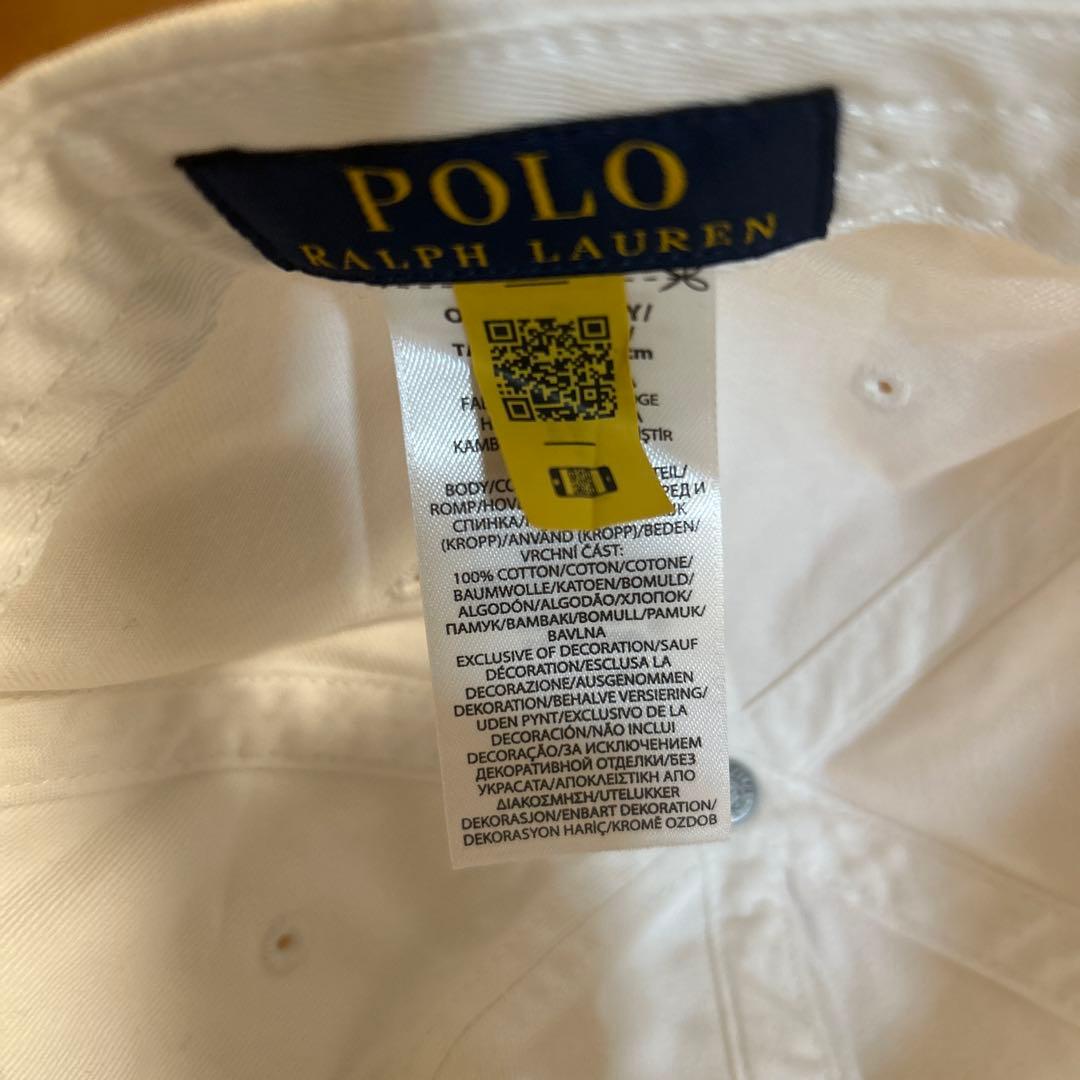 POLO
RALPH LAUREN
BODY/
ROMP/
СПИНКА/
(KROPP)/ANVÄND (KROPP)/BEDEN/
VRCHNÍ ČÁST:
100% COTTON/COTON/COTONE/
BAUMWOLLE/KATOEN/BOMULD/
ALGODÓN/ALGODÃO/ХЛОПОК/
ПАМУК/ΒΑΜΒΑΚΙ/BOMULL/PAMUK/
BAVLNA
EXCLUSIVE OF DECORATION/SAUF
DÉCORATION/ESCLUSA LA
DECORAZIONE/AUSGENOMMEN
DEKORATION/BEHALVE VERSIERING/
UDEN PYNT/EXCLUSIVO DE LA
DECORACIÓN/NÃO INCLUI
DECORAÇÃO/ЗА ИСКЛЮЧЕНИЕМ
ДЕКОРАТИВНОЙ ОТДЕЛКИ/БЕЗ
УКРАСАТА/ΑΠΟΚΛΕΙΣΤΙΚΗ ΑΠΟ
ΔΙΑΚΟΣΜΗΣΗ/UTELUKKER
DEKORASJON/ENBART DEKORATION/
DEKORASYON HARİÇ/KROMĚ OZDOB